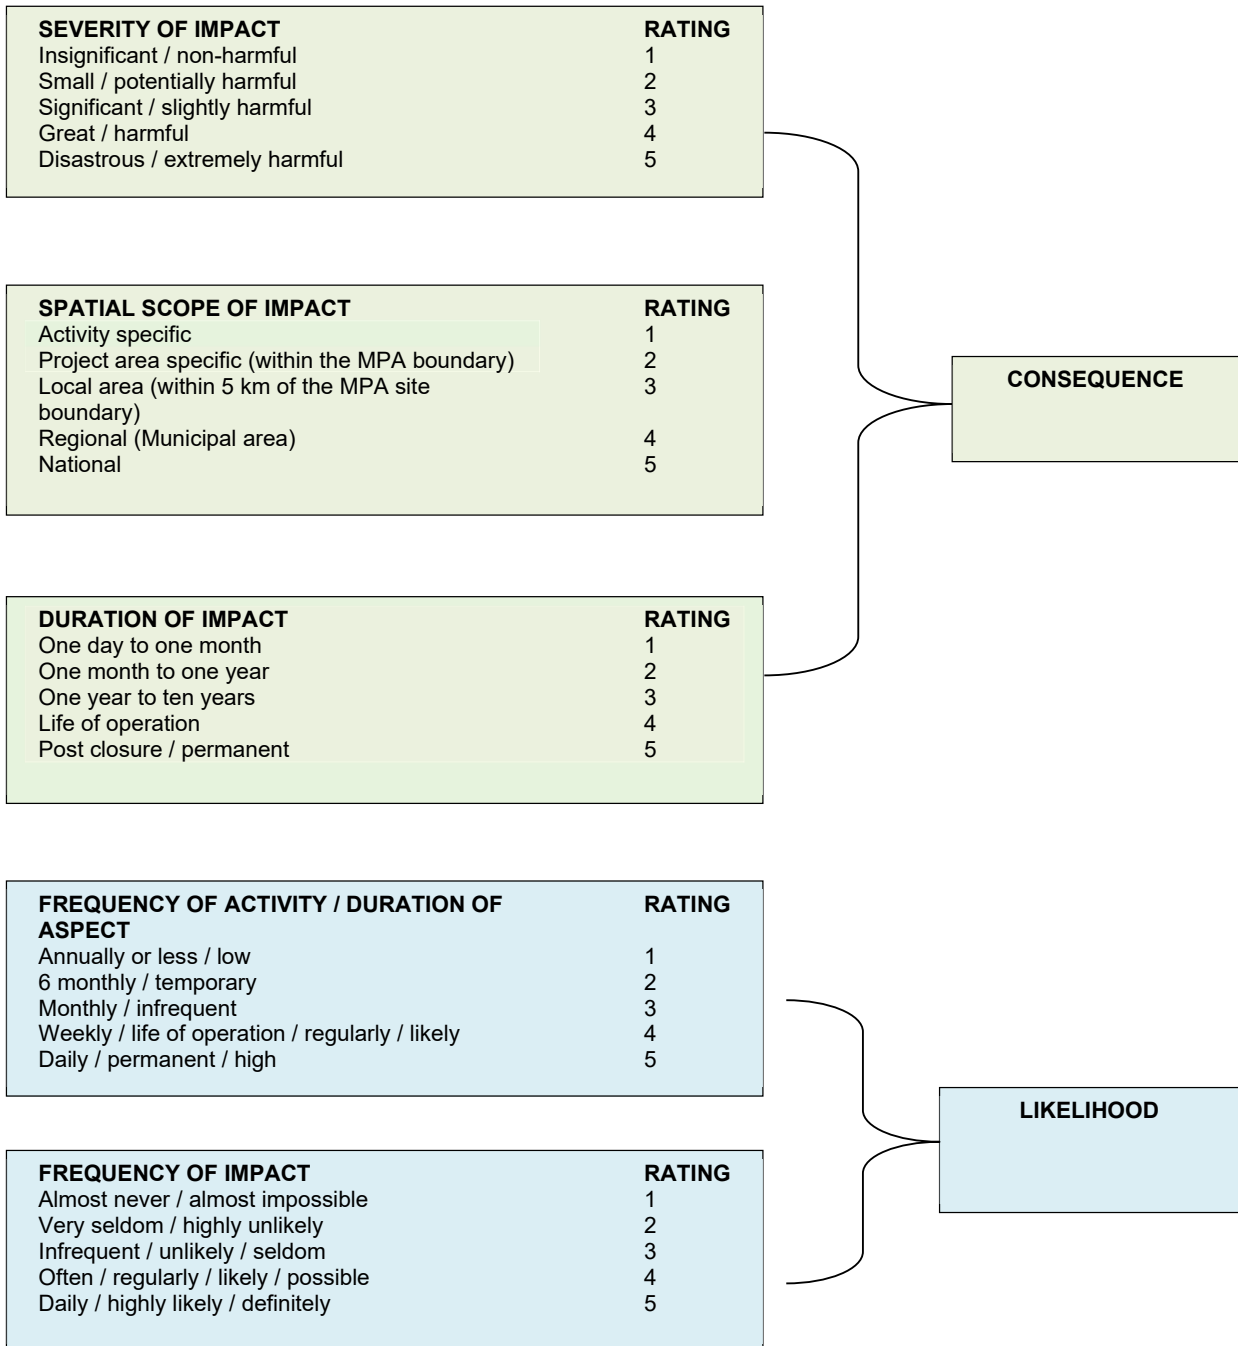 SEVERITY OF IMPACT RATING
Insignificant / non-harmful 1
Small / potentially harmful 2
Significant / slightly harmful 3
Great / harmful 4
Disastrous / extremely harmful 5
SPATIAL SCOPE OF IMPACT RATING
Activity specific 1
Project area specific (within the MPA boundary) 2
Local area (within 5 km of the MPA site 3
boundary)
Regional (Municipal area) 4
National 5
CONSEQUENCE
DURATION OF IMPACT RATING
One day to one month 1
One month to one year 2
One year to ten years 3
Life of operation 4
Post closure / permanent 5
FREQUENCY OF ACTIVITY / DURATION OF RATING
ASPECT
Annually or less / low 1
6 monthly / temporary 2
Monthly / infrequent 3
Weekly / life of operation / regularly / likely 4
Daily / permanent / high 5
LIKELIHOOD
FREQUENCY OF IMPACT RATING
Almost never / almost impossible 1
Very seldom / highly unlikely 2
Infrequent / unlikely / seldom 3
Often / regularly / likely / possible 4
Daily / highly likely / definitely 5